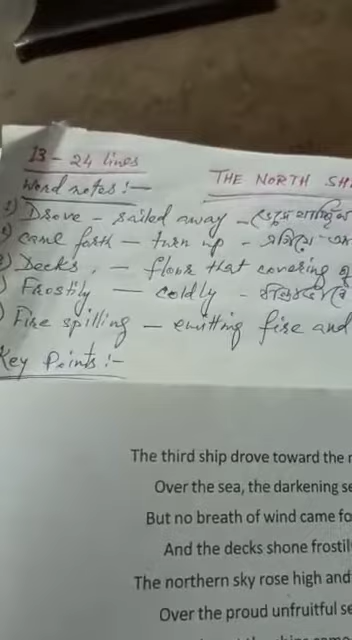 13 - 24 lines
THE NORTH SH
Word notes :-
1) Drove - sailed away -
2) came forth - turn up -
3) Decks, - floor that covering
) Frostily - coldly -
) Fire spilling - emitting fire and
Key Points :-
The third ship drove toward the
Over the sea, the darkening se
But no breath of wind came fo
And the decks shone frostil
The northern sky rose high and
Over the proud unfruitful se